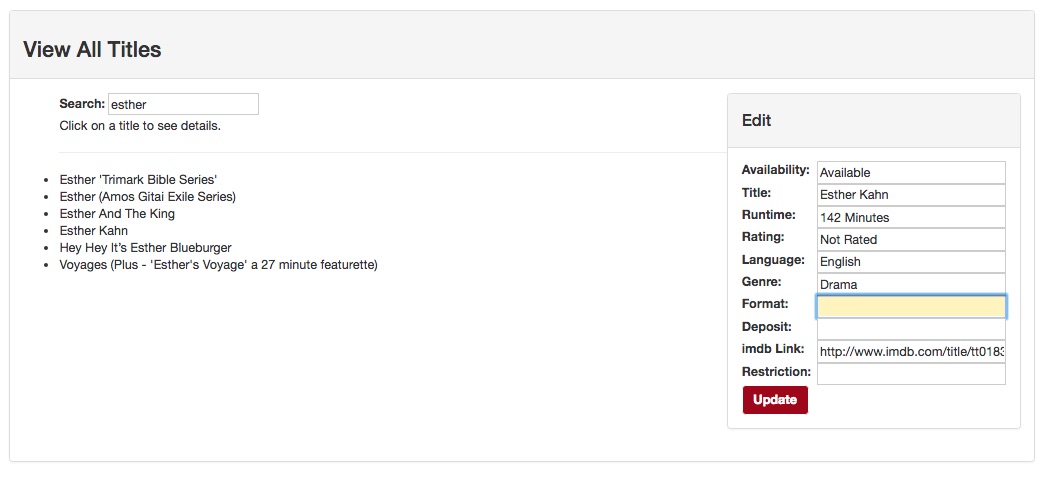 View All Titles
Search: esther
Click on a title to see details.
• Esther 'Trimark Bible Series'
• Esther (Amos Gitai Exile Series)
• Esther And The King
• Esther Kahn
• Hey Hey It’s Esther Blueburger
• Voyages (Plus - 'Esther's Voyage' a 27 minute featurette)
Edit
Availability: Available
Title: Esther Kahn
Runtime: 142 Minutes
Rating: Not Rated
Language: English
Genre: Drama
Format:
Deposit:
imdb Link: http://www.imdb.com/title/tt0183
Restriction:
Update